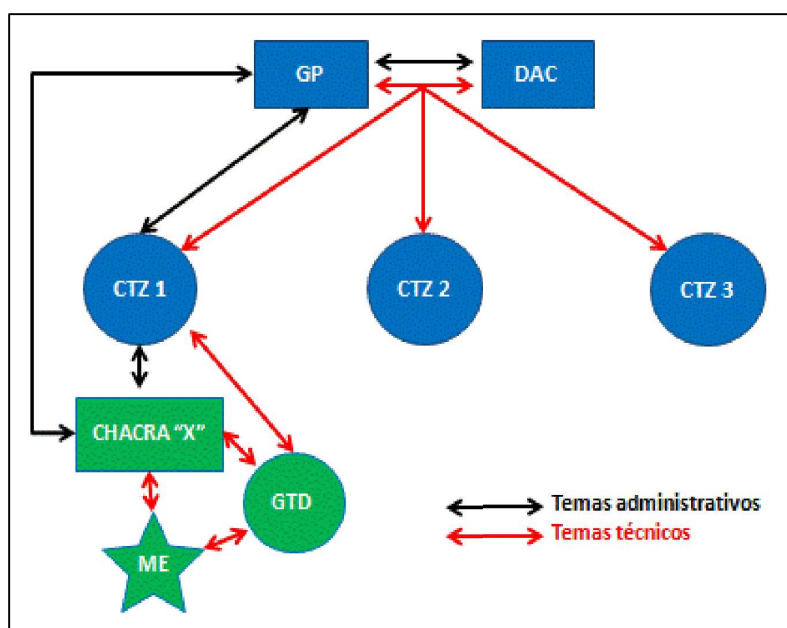 GP
DAC
CTZ 1
CTZ 2
CTZ 3
CHACRA “X”
GTD
ME
Temas administrativos
Temas técnicos